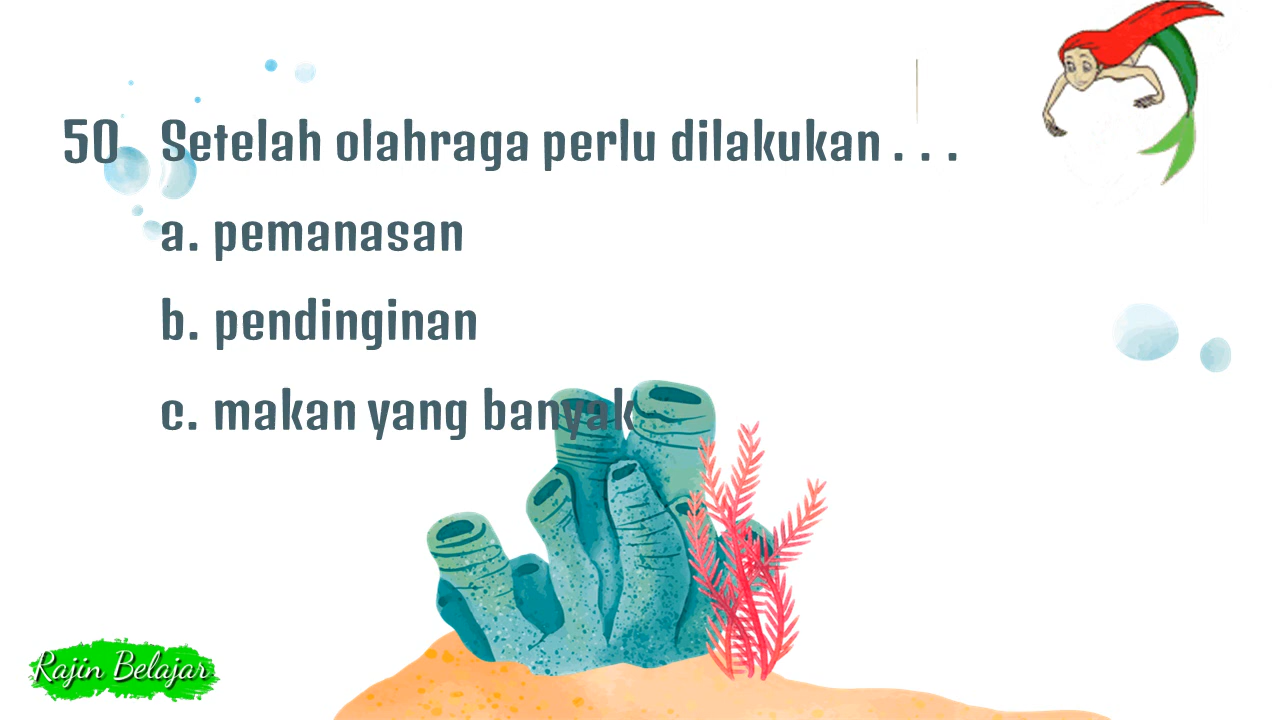 50 Setelah olahraga perlu dilakukan . . .
a. pemanasan
b. pendinginan
c. makan yang banyak
Rajin Belajar